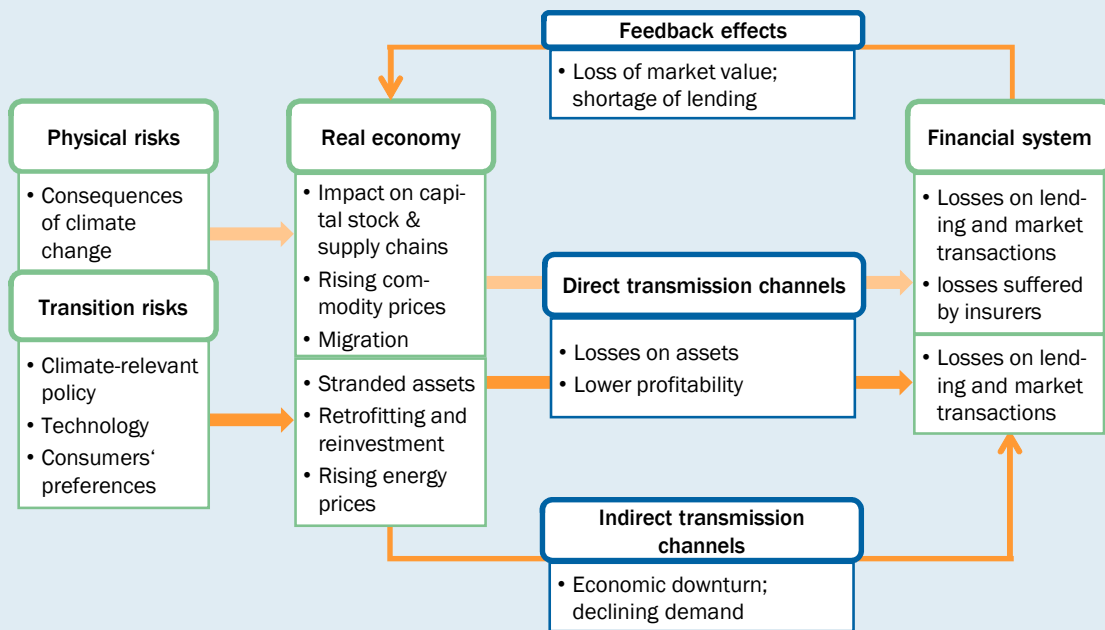 Feedback effects
• Loss of market value;
shortage of lending
Physical risks
• Consequences
of climate
change
Transition risks
• Climate-relevant
policy
• Technology
• Consumers‘
preferences
Real economy
• Impact on capi-
tal stock &
supply chains
• Rising com-
modity prices
• Migration
• Stranded assets
• Retrofitting and
reinvestment
• Rising energy
prices
Direct transmission channels
• Losses on assets
• Lower profitability
Indirect transmission
channels
• Economic downturn;
declining demand
Financial system
• Losses on lend-
ing and market
transactions
• losses suffered
by insurers
• Losses on lend-
ing and market
transactions